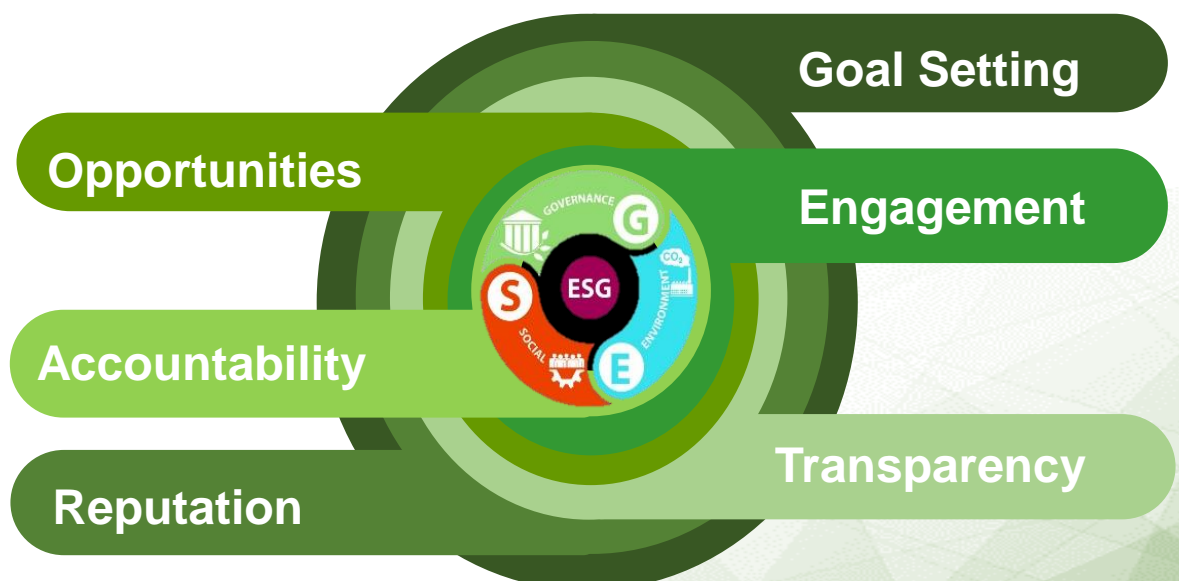 Goal Setting
Opportunities
Engagement
GOVERNANCE
G
CO₂
ESG
S
ENVIRONMENT
SOCIAL
E
Accountability
Transparency
Reputation